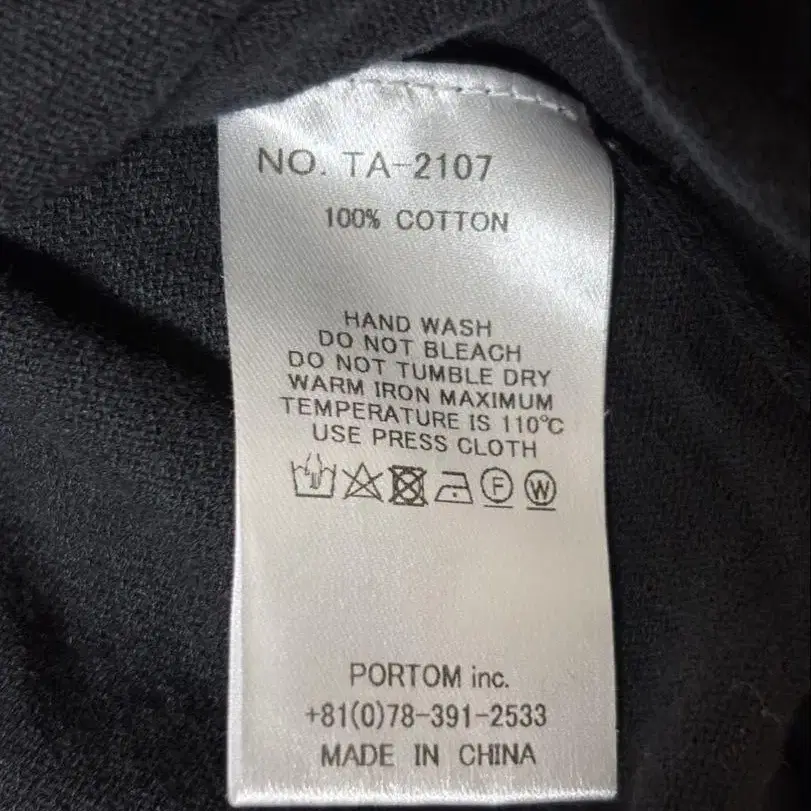 NO. TA-2107
100% COTTON
HAND WASH
DO NOT BLEACH
DO NOT TUMBLE DRY
WARM IRON MAXIMUM
TEMPERATURE IS 110℃
USE PRESS CLOTH
F W
PORTOM inc.
+81(0)78-391-2533
MADE IN CHINA